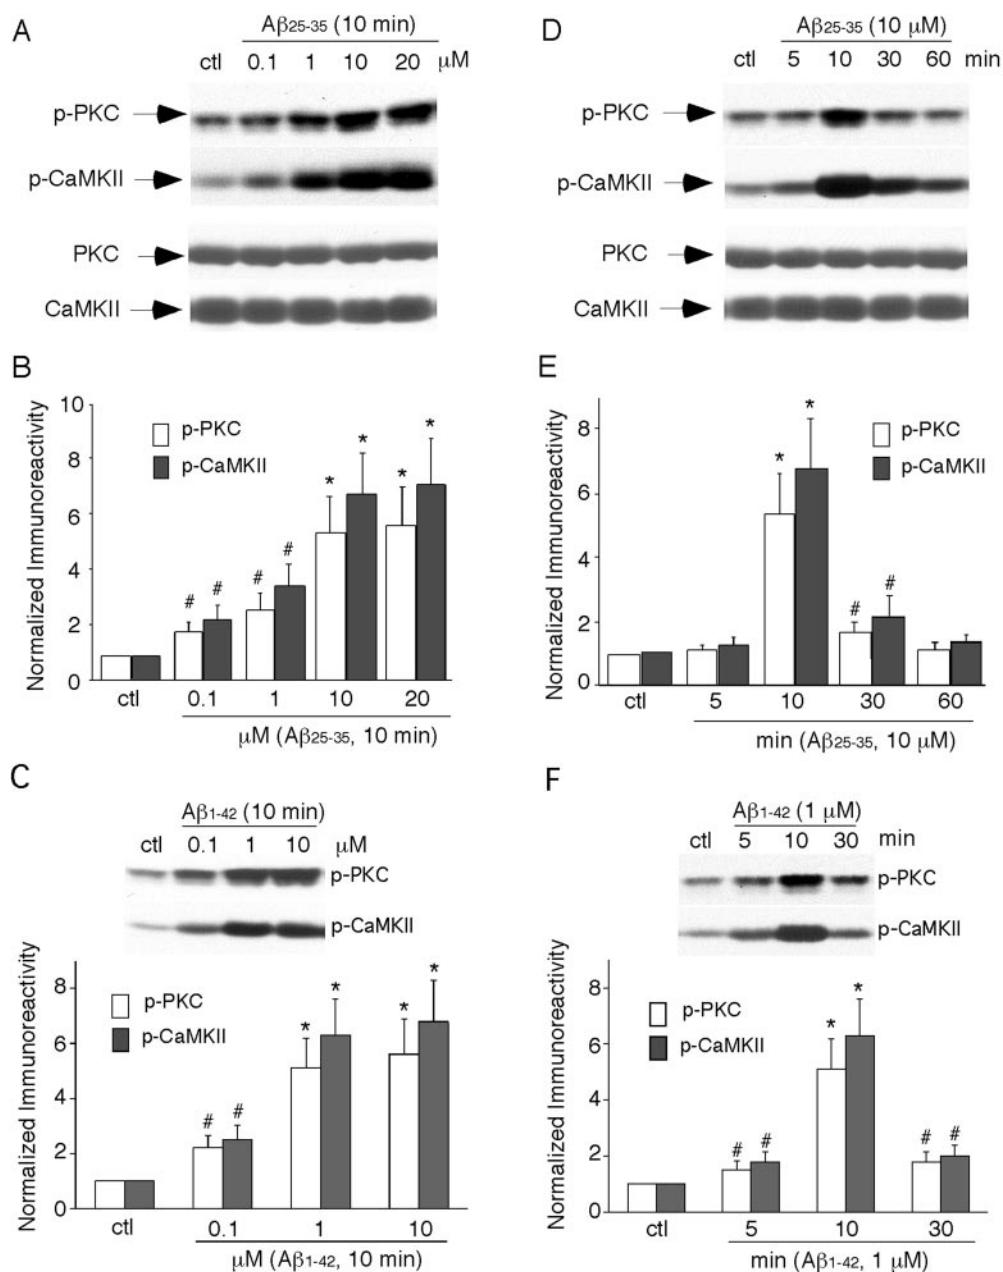 A
Aβ25-35 (10 min)
ctl 0.1 1 10 20 μM
p-PKC
p-CaMKII
PKC
CaMKII
D
Aβ25-35 (10 μM)
ctl 5 10 30 60 min
p-PKC
p-CaMKII
PKC
CaMKII
B
Normalized Immunoreactivity
10
8
6
4
2
0
p-PKC
p-CaMKII
# # # # * * * *
ctl 0.1 1 10 20
μM (Aβ25-35, 10 min)
E
Normalized Immunoreactivity
8
6
4
2
0
p-PKC
p-CaMKII
* * # #
ctl 5 10 30 60
min (Aβ25-35, 10 μM)
C
Aβ1-42 (10 min)
ctl 0.1 1 10 μM
p-PKC
p-CaMKII
Normalized Immunoreactivity
8
6
4
2
0
p-PKC
p-CaMKII
# # * * * *
ctl 0.1 1 10
μM (Aβ1-42, 10 min)
F
Aβ1-42 (1 μM)
ctl 5 10 30 min
p-PKC
p-CaMKII
Normalized Immunoreactivity
8
6
4
2
0
p-PKC
p-CaMKII
# # * * # #
ctl 5 10 30
min (Aβ1-42, 1 μM)